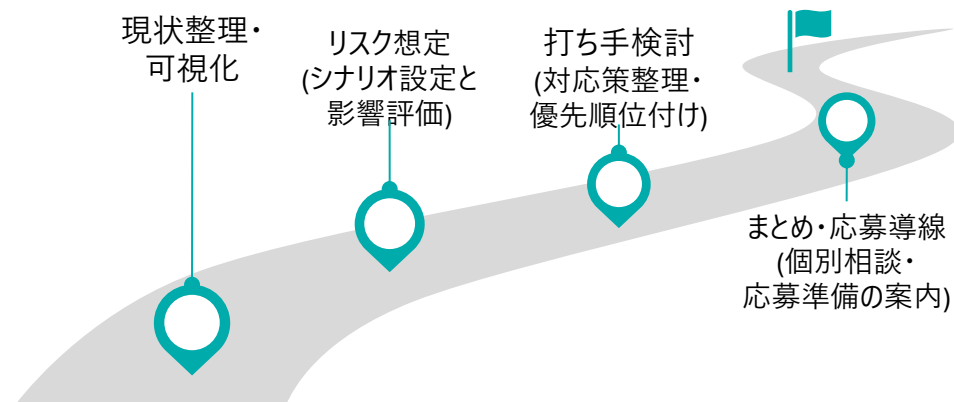 現状整理・
可視化
リスク想定
(シナリオ設定と
影響評価)
打ち手検討
(対応策整理・
優先順位付け)
まとめ・応募導線
(個別相談・
応募準備の案内)